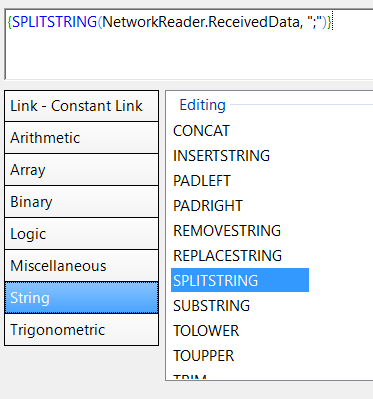 {SPLITSTRING(NetworkReader.ReceivedData, ";")}
Link - Constant Link
Arithmetic
Array
Binary
Logic
Miscellaneous
String
Trigonometric
Editing
CONCAT
INSERTSTRING
PADLEFT
PADRIGHT
REMOVESTRING
REPLACESTRING
SPLITSTRING
SUBSTRING
TOLOWER
TOUPPER
TRIM